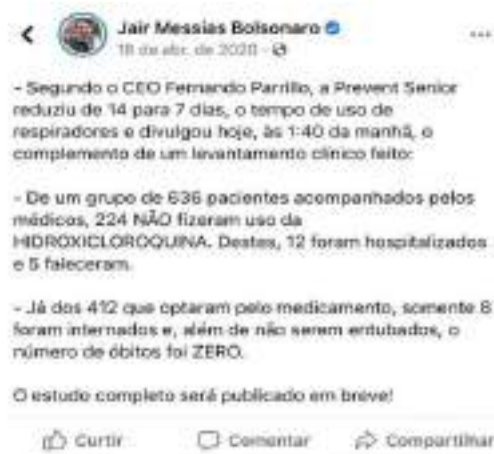 Jair Messias Bolsonaro
18 de abr. de 2020 ·
- Segundo o CEO Fernando Parrillo, a Prevent Senior
reduziu de 14 para 7 dias, o tempo de uso de
respiradores e divulgou hoje, às 1:40 da manhã, o
complemento de um levantamento clínico feito:
- De um grupo de 636 pacientes acompanhados pelos
médicos, 224 NÃO fizeram uso da
HIDROXICLOROQUINA. Destes, 12 foram hospitalizados
e 5 faleceram.
- Já dos 412 que optaram pelo medicamento, somente 8
foram internados e, além de não serem entubados, o
número de óbitos foi ZERO.
O estudo completo será publicado em breve!
Curtir Comentar Compartilhar